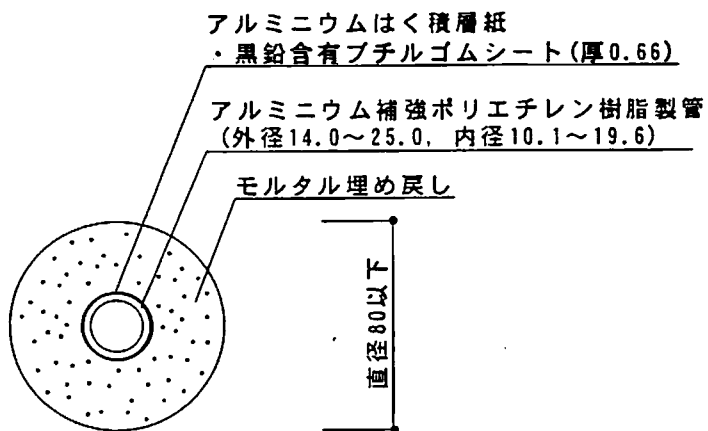 アルミニウムはく積層紙
・黒鉛含有ブチルゴムシート(厚0.66)
アルミニウム補強ポリエチレン樹脂製管
(外径14.0～25.0, 内径10.1～19.6)
モルタル埋め戻し
直径80以下